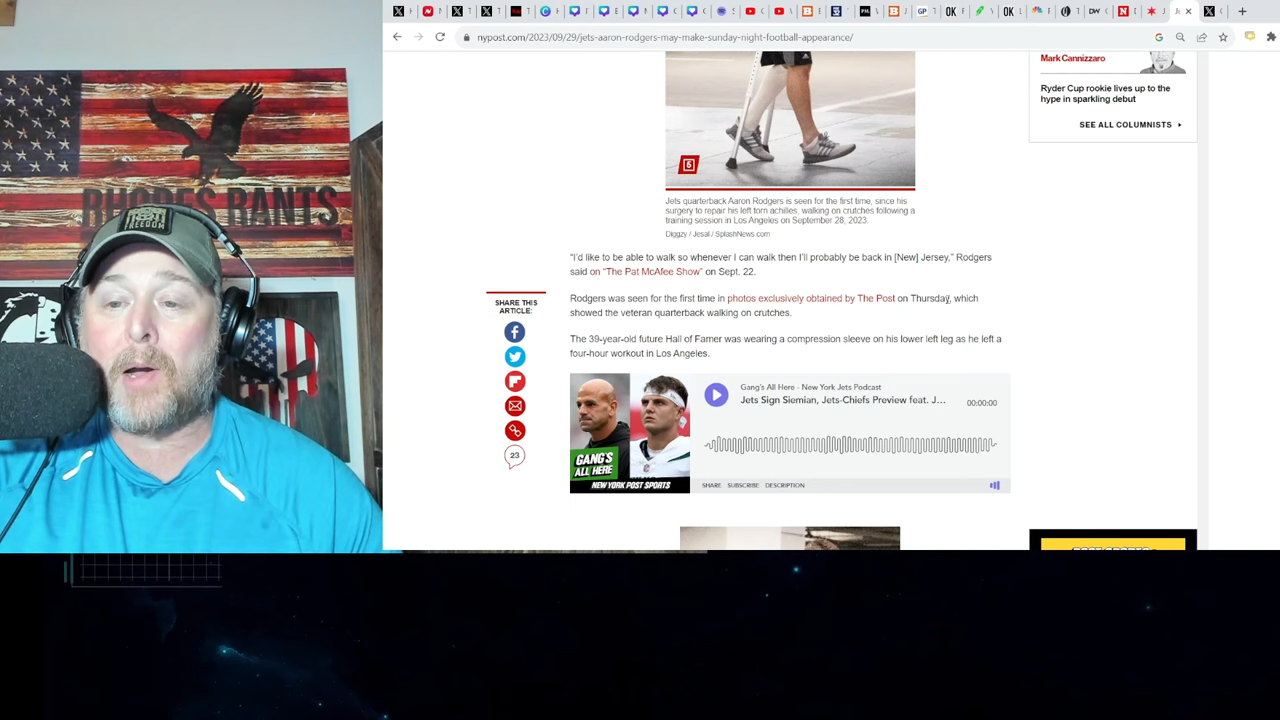 nypost.com/2023/09/29/jets-aaron-rodgers-may-make-sunday-night-football-appearance/
RHODES RANTS
FREEDOM
Mark Cannizzaro
Ryder Cup rookie lives up to the
hype in sparkling debut
SEE ALL COLUMNISTS
5
Jets quarterback Aaron Rodgers is seen for the first time, since his
surgery to repair his left torn achilles, walking on crutches following a
training session in Los Angeles on September 28, 2023.
Diggzy / Jesal / SplashNews.com
“I’d like to be able to walk so whenever I can walk then I’ll probably be back in [New] Jersey,” Rodgers
said on “The Pat McAfee Show” on Sept. 22.
Rodgers was seen for the first time in photos exclusively obtained by The Post on Thursday, which
showed the veteran quarterback walking on crutches.
The 39-year-old future Hall of Famer was wearing a compression sleeve on his lower left leg as he left a
four-hour workout in Los Angeles.
SHARE THIS
ARTICLE:
23
Gang's All Here - New York Jets Podcast
Jets Sign Siemian, Jets-Chiefs Preview feat. J...
00:00:00
GANG'S
ALL HERE
NEW YORK POST SPORTS
SHARE SUBSCRIBE DESCRIPTION